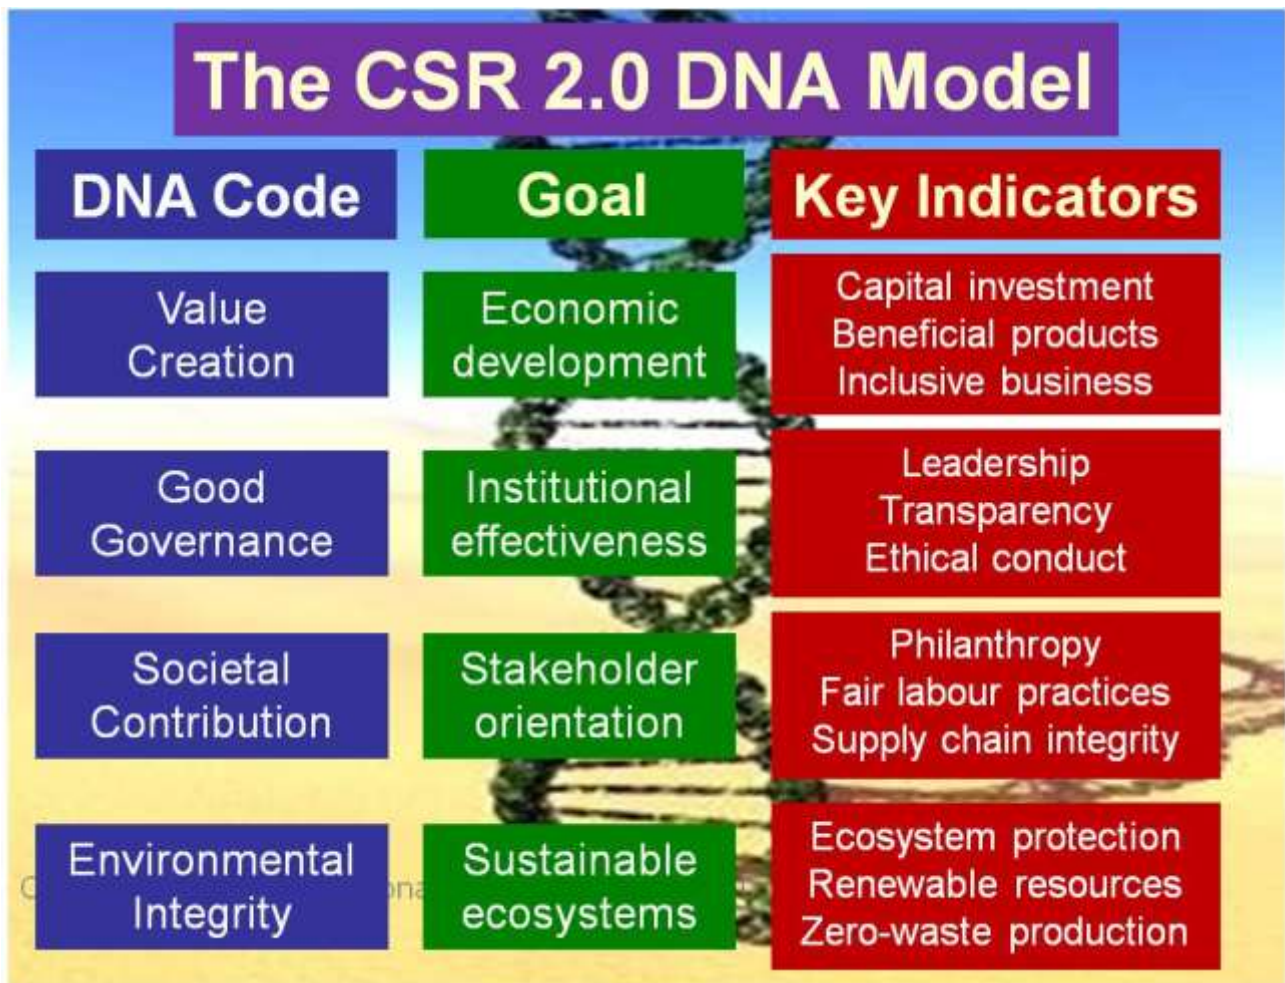 The CSR 2.0 DNA Model
DNA Code
Goal
Key Indicators
Value
Creation
Economic
development
Capital investment
Beneficial products
Inclusive business
Good
Governance
Institutional
effectiveness
Leadership
Transparency
Ethical conduct
Societal
Contribution
Stakeholder
orientation
Philanthropy
Fair labour practices
Supply chain integrity
Environmental
Integrity
Sustainable
ecosystems
Ecosystem protection
Renewable resources
Zero-waste production